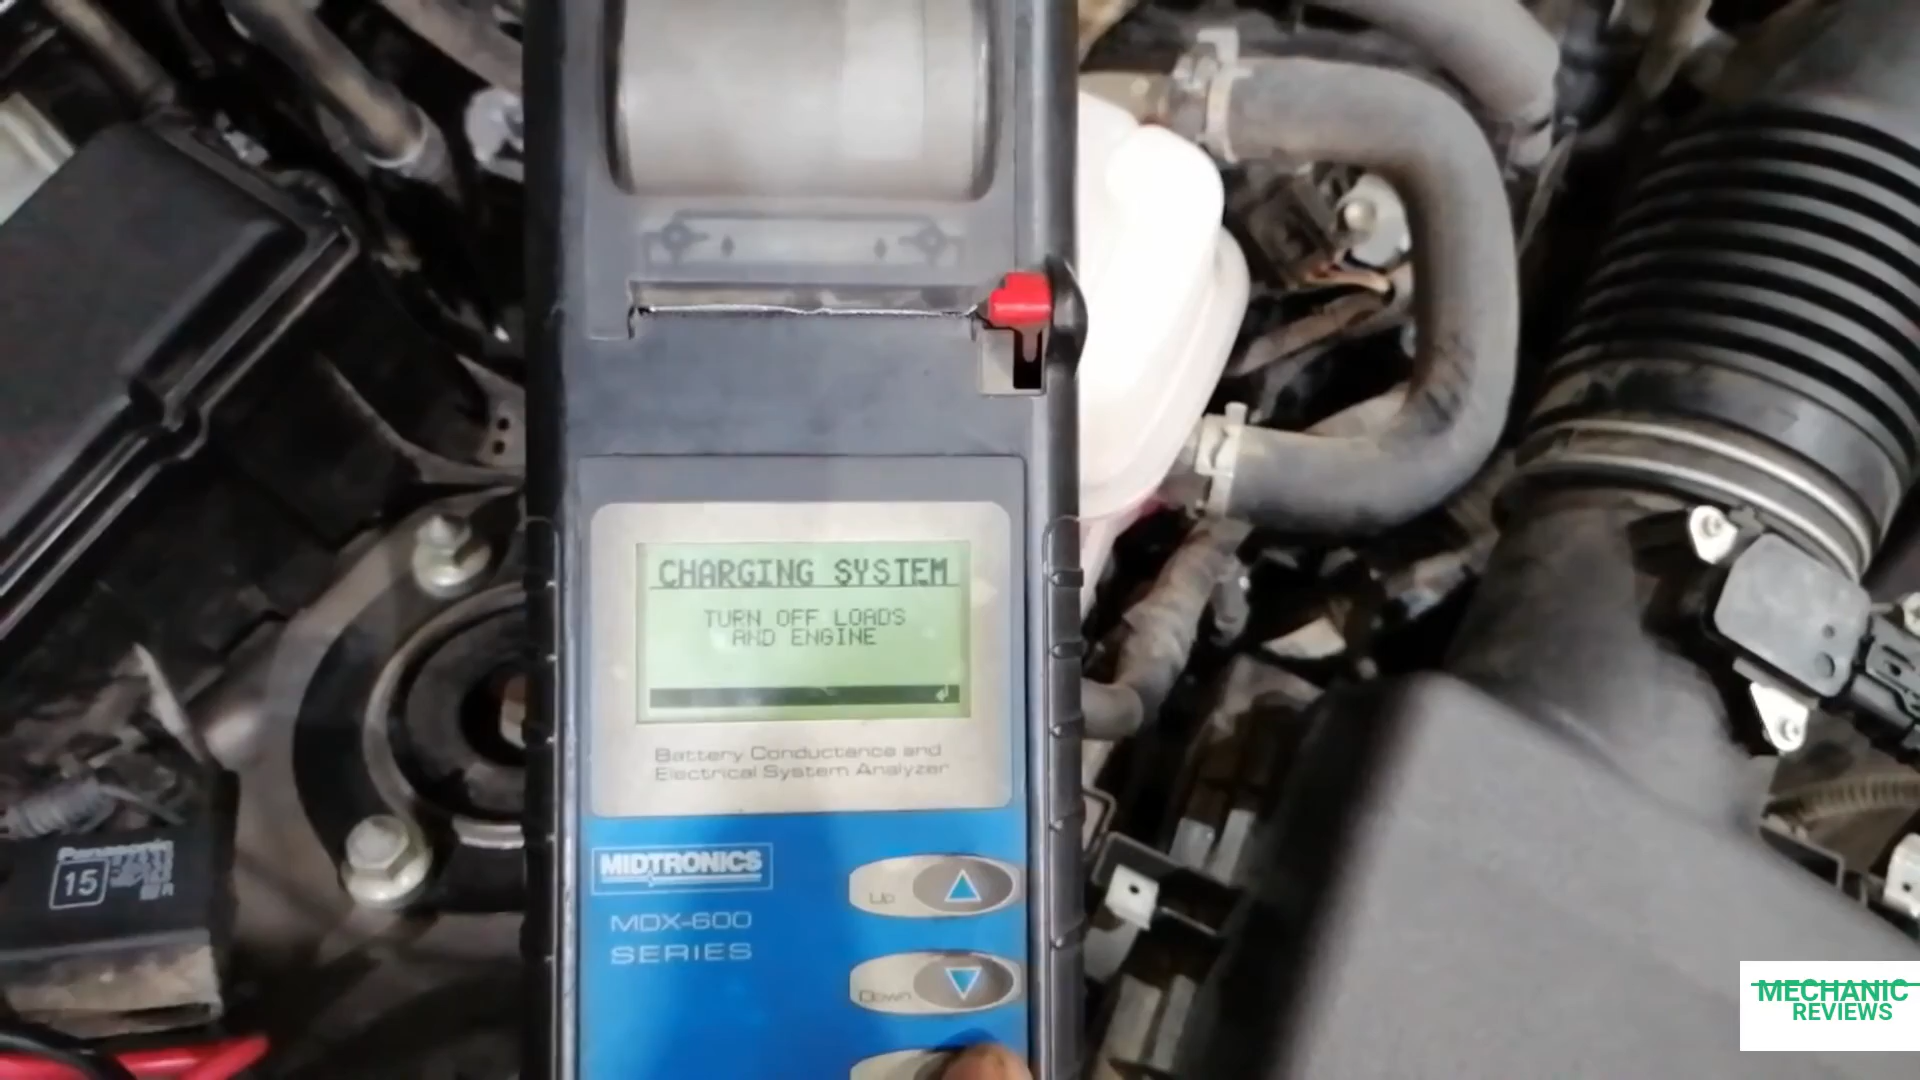 CHARGING SYSTEM
TURN OFF LOADS
AND ENGINE
Battery Conductance and
Electrical System Analyzer
MIDTRONICS
MDX-600
SERIES
Up
Down
Panasonic
15
MECHANIC
REVIEWS